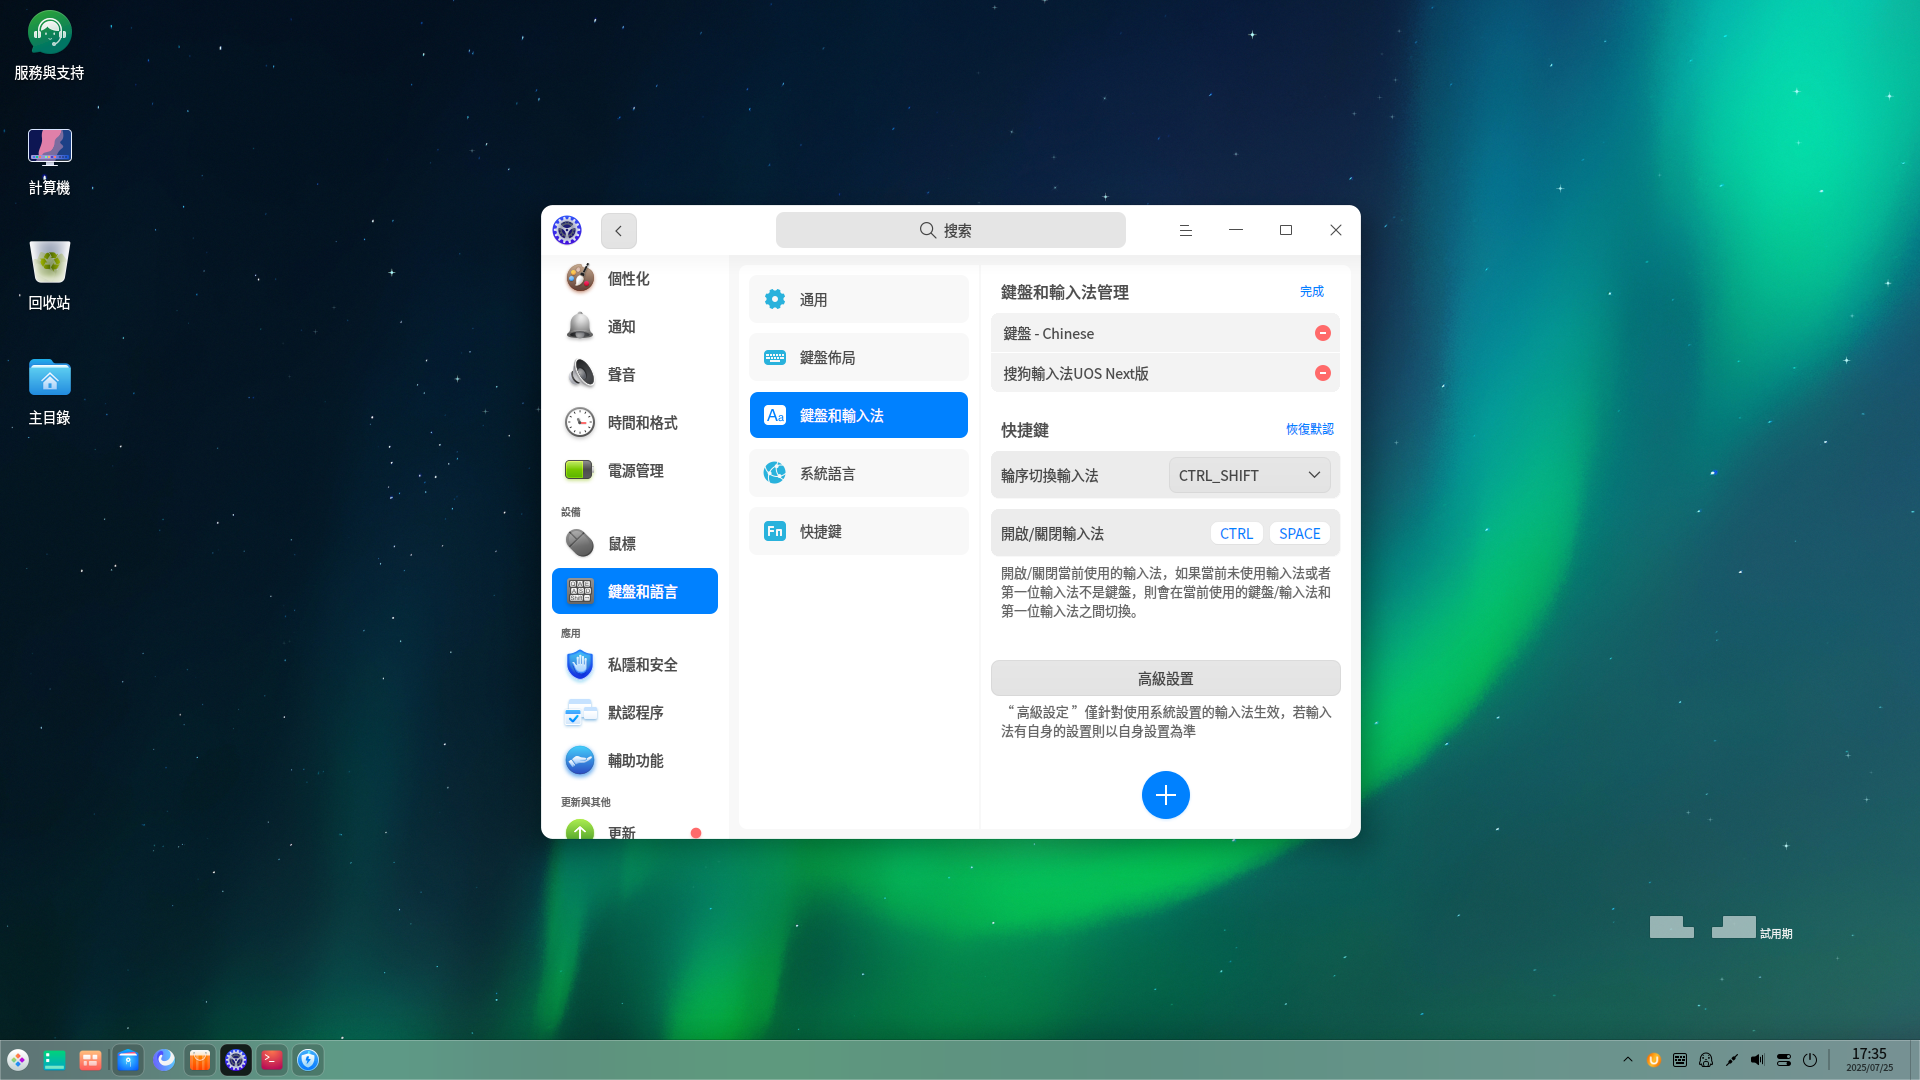 服務與支持
計算機
回收站
主目錄
搜索
個性化
通知
聲音
時間和格式
電源管理
設備
鼠標
鍵盤和語言
應用
私隱和安全
默認程序
輔助功能
更新與其他
更新
通用
鍵盤佈局
鍵盤和輸入法
系統語言
快捷鍵
鍵盤和輸入法管理
完成
鍵盤 - Chinese
搜狗輸入法UOS Next版
快捷鍵
恢復默認
輪序切換輸入法
CTRL_SHIFT
開啟/關閉輸入法
CTRL
SPACE
開啟/關閉當前使用的輸入法，如果當前未使用輸入法或者
第一位輸入法不是鍵盤，則會在當前使用的鍵盤/輸入法和
第一位輸入法之間切換。
高級設置
“高級設定”僅針對使用系統設置的輸入法生效，若輸入
法有自身的設置則以自身設置為準
試用期
17:35
2025/07/25